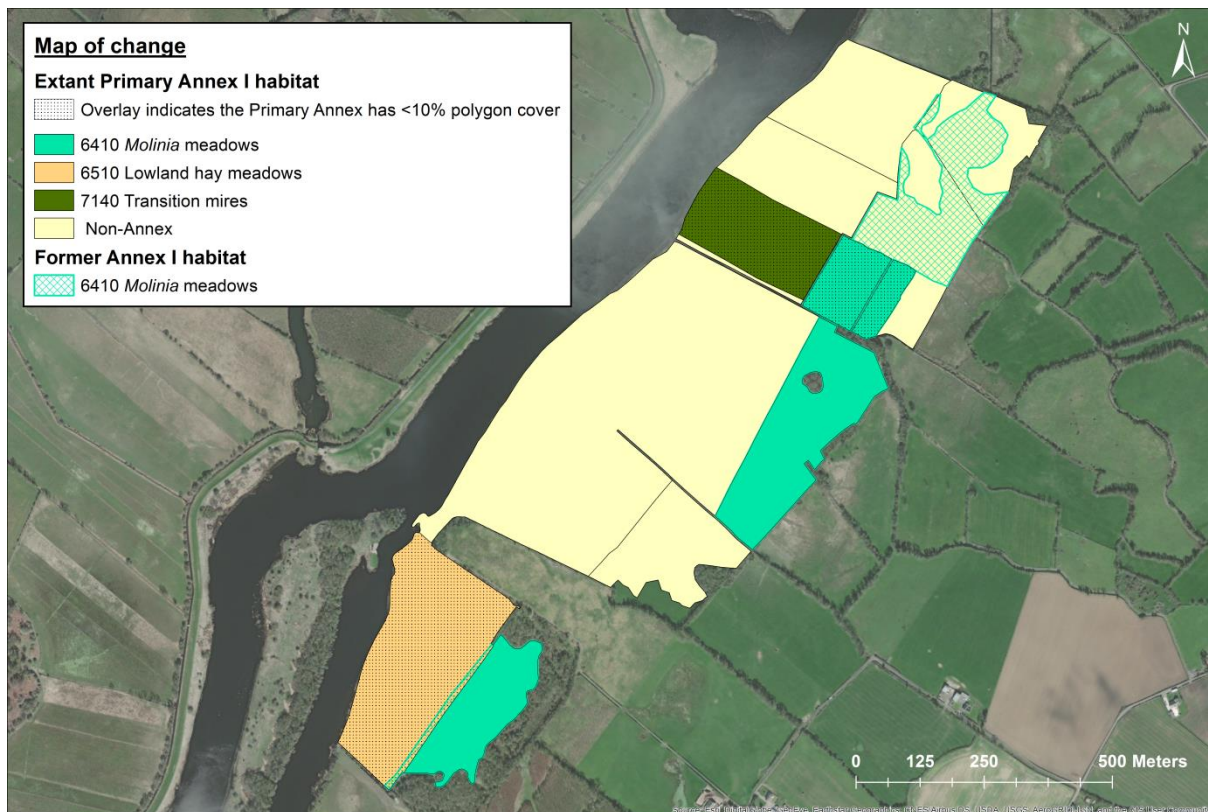 Map of change
Extant Primary Annex I habitat
Overlay indicates the Primary Annex has <10% polygon cover
6410 Molinia meadows
6510 Lowland hay meadows
7140 Transition mires
Non-Annex
Former Annex I habitat
6410 Molinia meadows
N
0 125 250 500 Meters